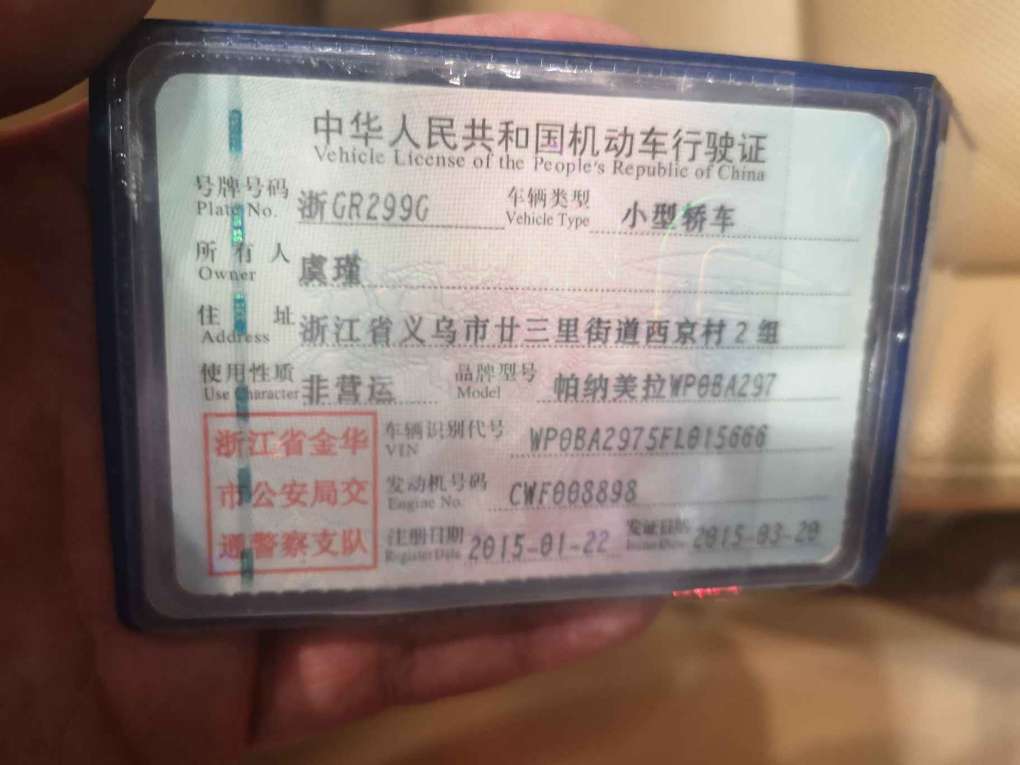 中华人民共和国机动车行驶证
Vehicle License of the People's Republic of China
号牌号码 浙GR299G 车辆类型 小型轿车
Plate No. Vehicle Type
所有人 虞瑾
Owner
住址 浙江省义乌市廿三里街道西京村2组
Address
使用性质 非营运 品牌型号 帕纳美拉WP0BA297
Use Character Model
浙江省金华
市公安局交
通警察支队
车辆识别代号 WP0BA2975FL015666
VIN
发动机号码 CWF008898
Engine No.
注册日期 2015-01-22 发证日期 2015-03-20
Register Date Issue Date